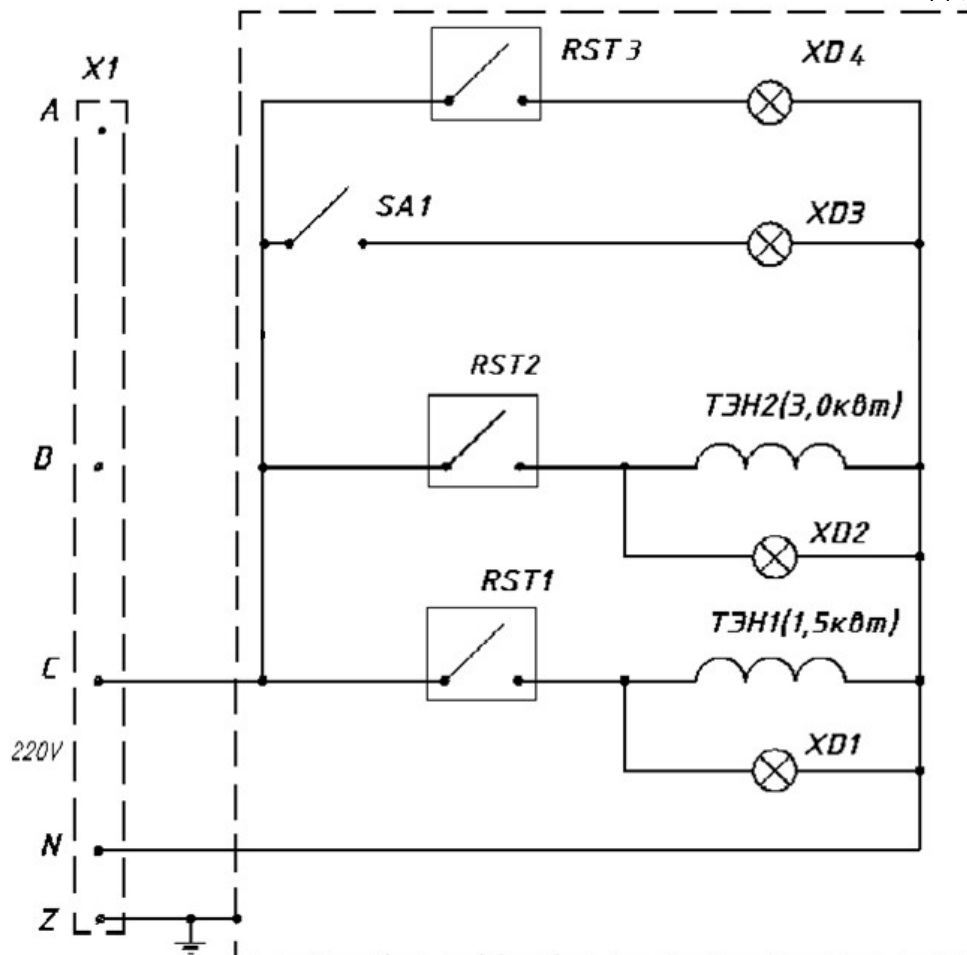 X1
A
RST3
XD4
SA1
XD3
B
RST2
ТЭН2(3,0квт)
XD2
C
RST1
ТЭН1(1,5квт)
XD1
220V
N
Z